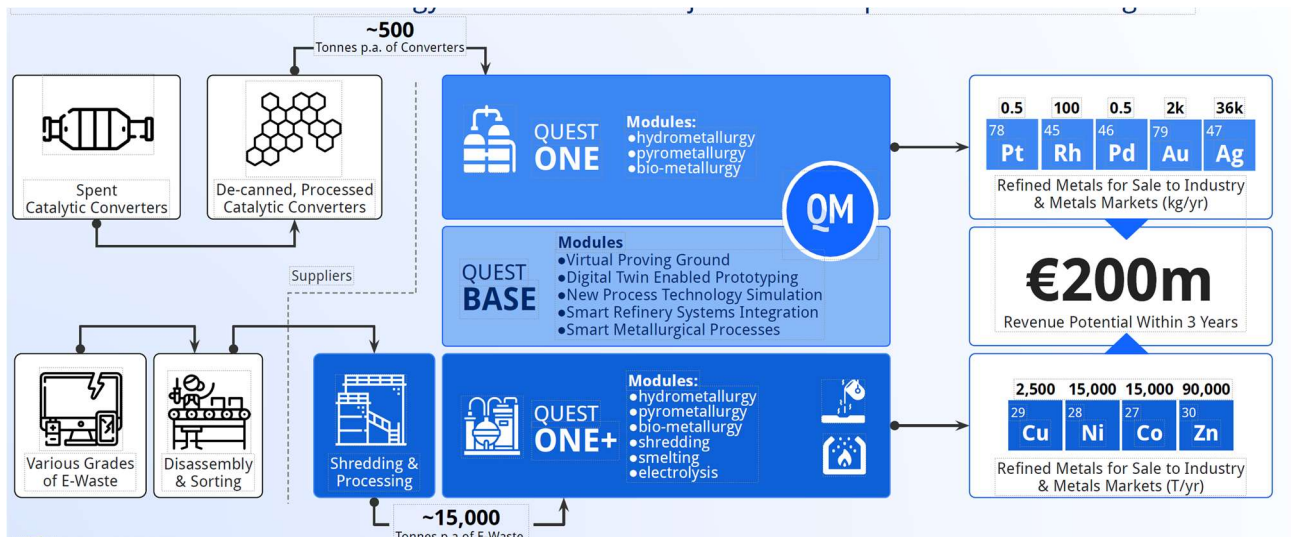 ~500
Tonnes p.a. of Converters
Spent
Catalytic Converters
De-canned, Processed
Catalytic Converters
Suppliers
QUEST
ONE
Modules:
●hydrometallurgy
●pyrometallurgy
●bio-metallurgy
QM
QUEST
BASE
Modules
●Virtual Proving Ground
●Digital Twin Enabled Prototyping
●New Process Technology Simulation
●Smart Refinery Systems Integration
●Smart Metallurgical Processes
0.5 100 0.5 2k 36k
78 45 46 79 47
Pt Rh Pd Au Ag
Refined Metals for Sale to Industry
& Metals Markets (kg/yr)
€200m
Revenue Potential Within 3 Years
Various Grades
of E-Waste
Disassembly
& Sorting
Shredding &
Processing
~15,000
Tonnes p.a of E-Waste
QUEST
ONE+
Modules:
●hydrometallurgy
●pyrometallurgy
●bio-metallurgy
●shredding
●smelting
●electrolysis
2,500 15,000 15,000 90,000
29 28 27 30
Cu Ni Co Zn
Refined Metals for Sale to Industry
& Metals Markets (T/yr)